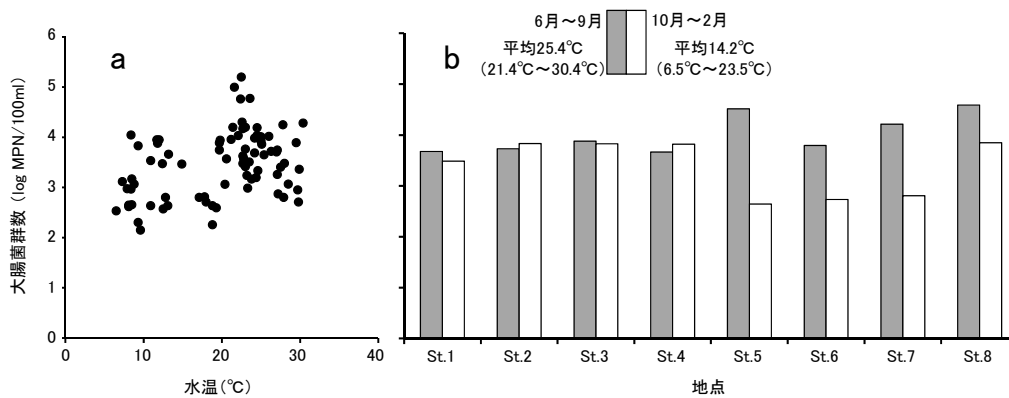 6月～9月
10月～2月
平均25.4℃
(21.4℃～30.4℃)
平均14.2℃
(6.5℃～23.5℃)
a
b
大腸菌群数 (log MPN/100ml)
6
5
4
3
2
1
0
0 10 20 30 40
水温(℃)
St.1 St.2 St.3 St.4 St.5 St.6 St.7 St.8
地点